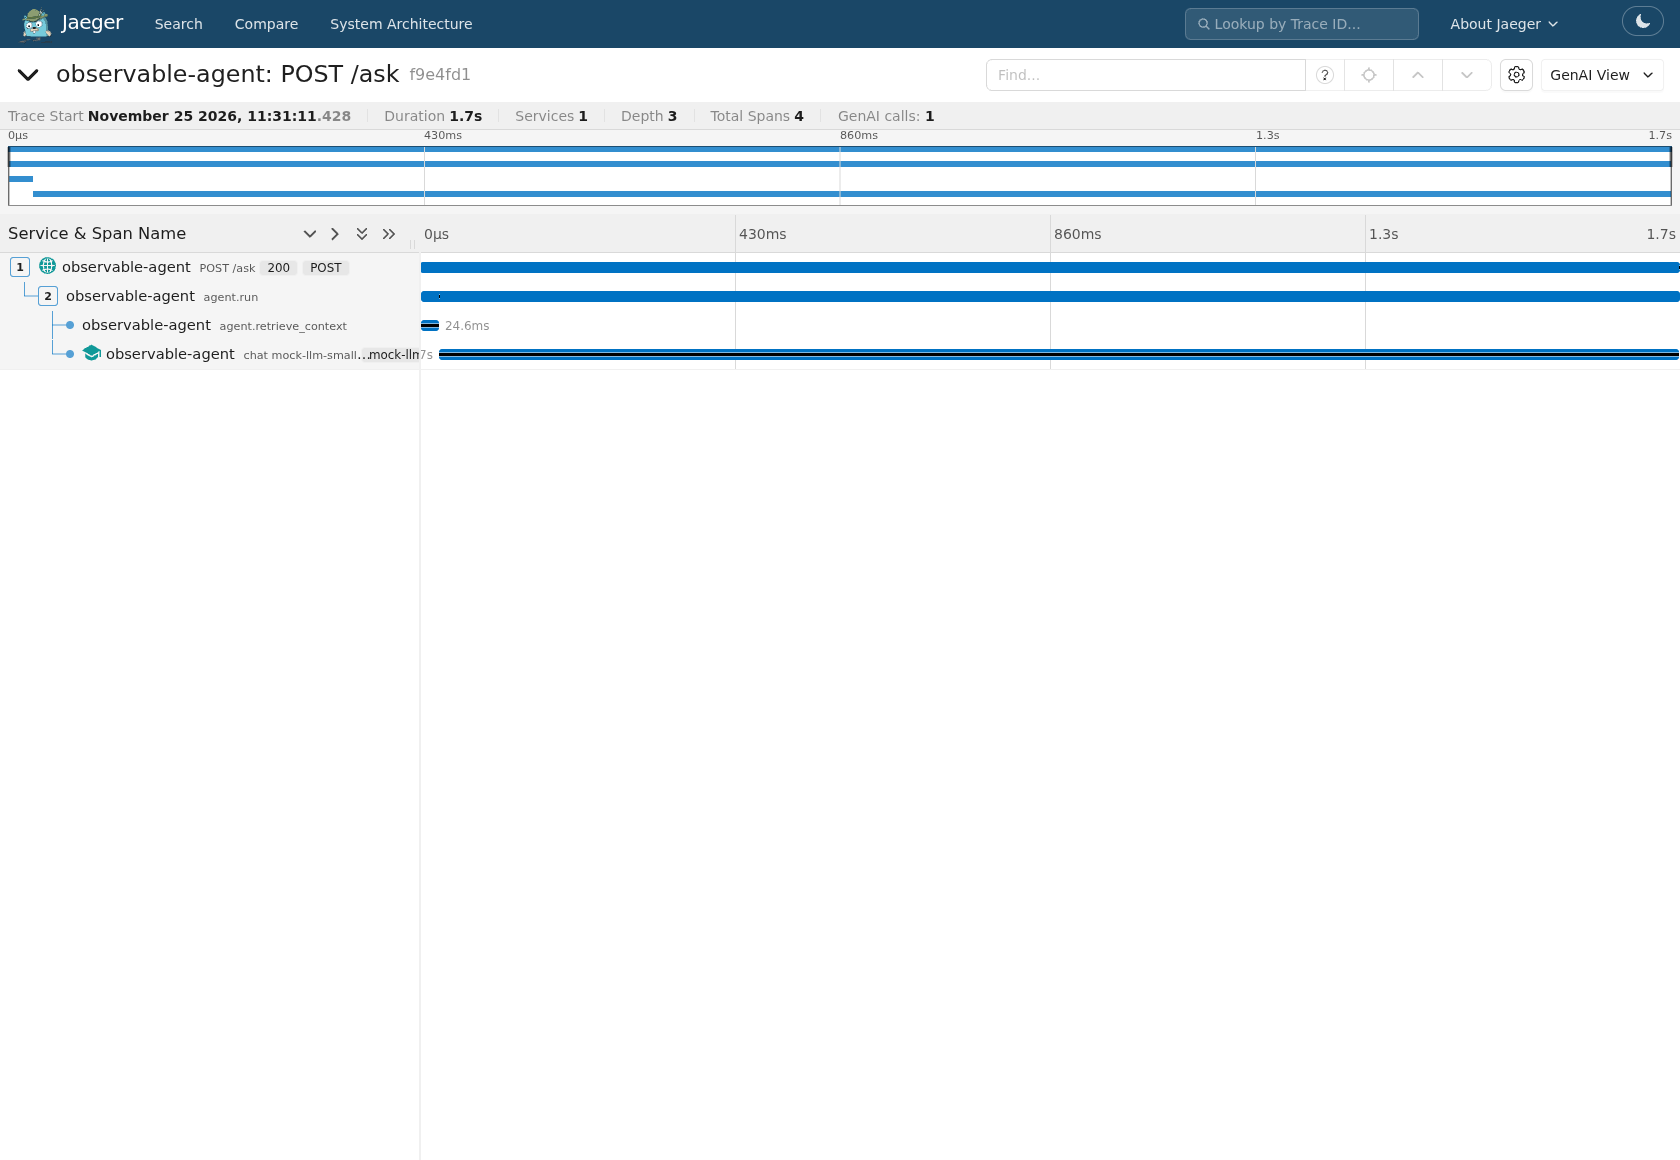 Jaeger Search Compare System Architecture Lookup by Trace ID... About Jaeger
observable-agent: POST /ask f9e4fd1 Find... ? GenAI View
Trace Start November 25 2026, 11:31:11.428 Duration 1.7s Services 1 Depth 3 Total Spans 4 GenAI calls: 1
0μs 430ms 860ms 1.3s 1.7s
Service & Span Name 0μs 430ms 860ms 1.3s 1.7s
1 observable-agent POST /ask 200 POST
2 observable-agent agent.run
observable-agent agent.retrieve_context 24.6ms
observable-agent chat mock-llm-small...